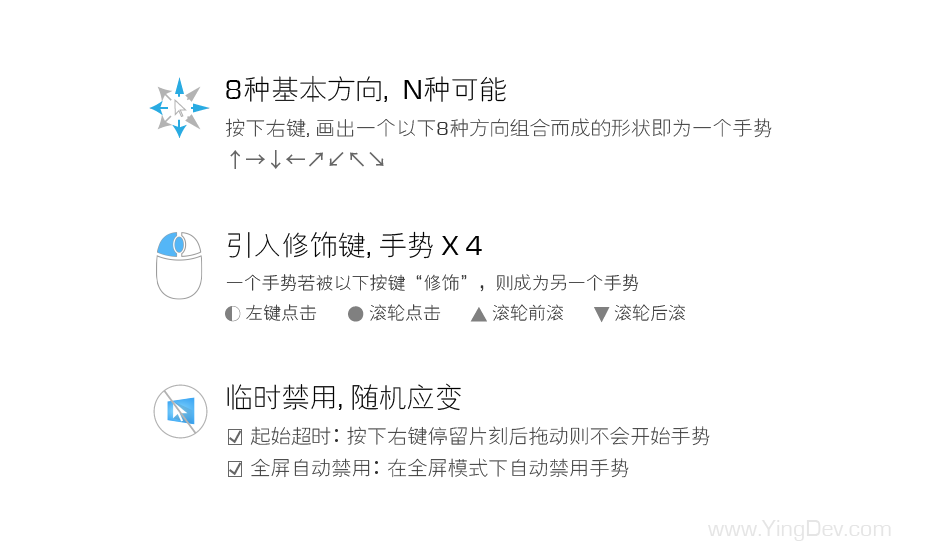 8种基本方向, N种可能
按下右键, 画出一个以下8种方向组合而成的形状即为一个手势
↑→↓←↗↙↖↘
引入修饰键, 手势 X 4
一个手势若被以下按键“修饰”，则成为另一个手势
◐ 左键点击 ● 滚轮点击 ▲ 滚轮前滚 ▼ 滚轮后滚
临时禁用, 随机应变
☑ 起始超时：按下右键停留片刻后拖动则不会开始手势
☑ 全屏自动禁用：在全屏模式下自动禁用手势
www.YingDev.com